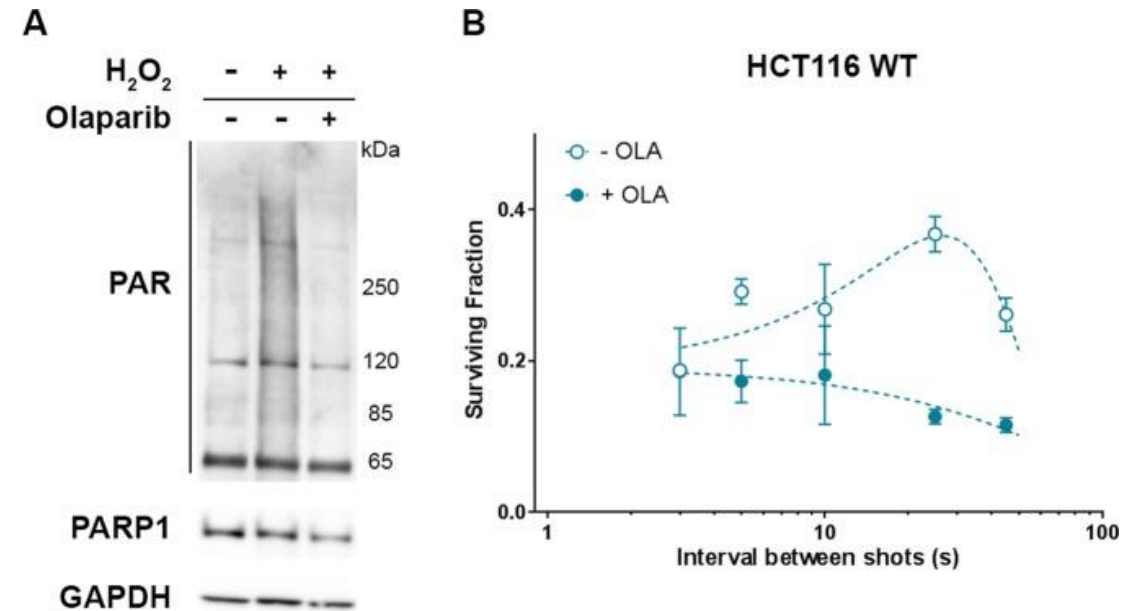 A
H₂O₂ - + +
Olaparib - - +
kDa
PAR
250
120
85
65
PARP1
GAPDH
B
HCT116 WT
- OLA
+ OLA
Surviving Fraction
0.4
0.2
0.0
1 10 100
Interval between shots (s)